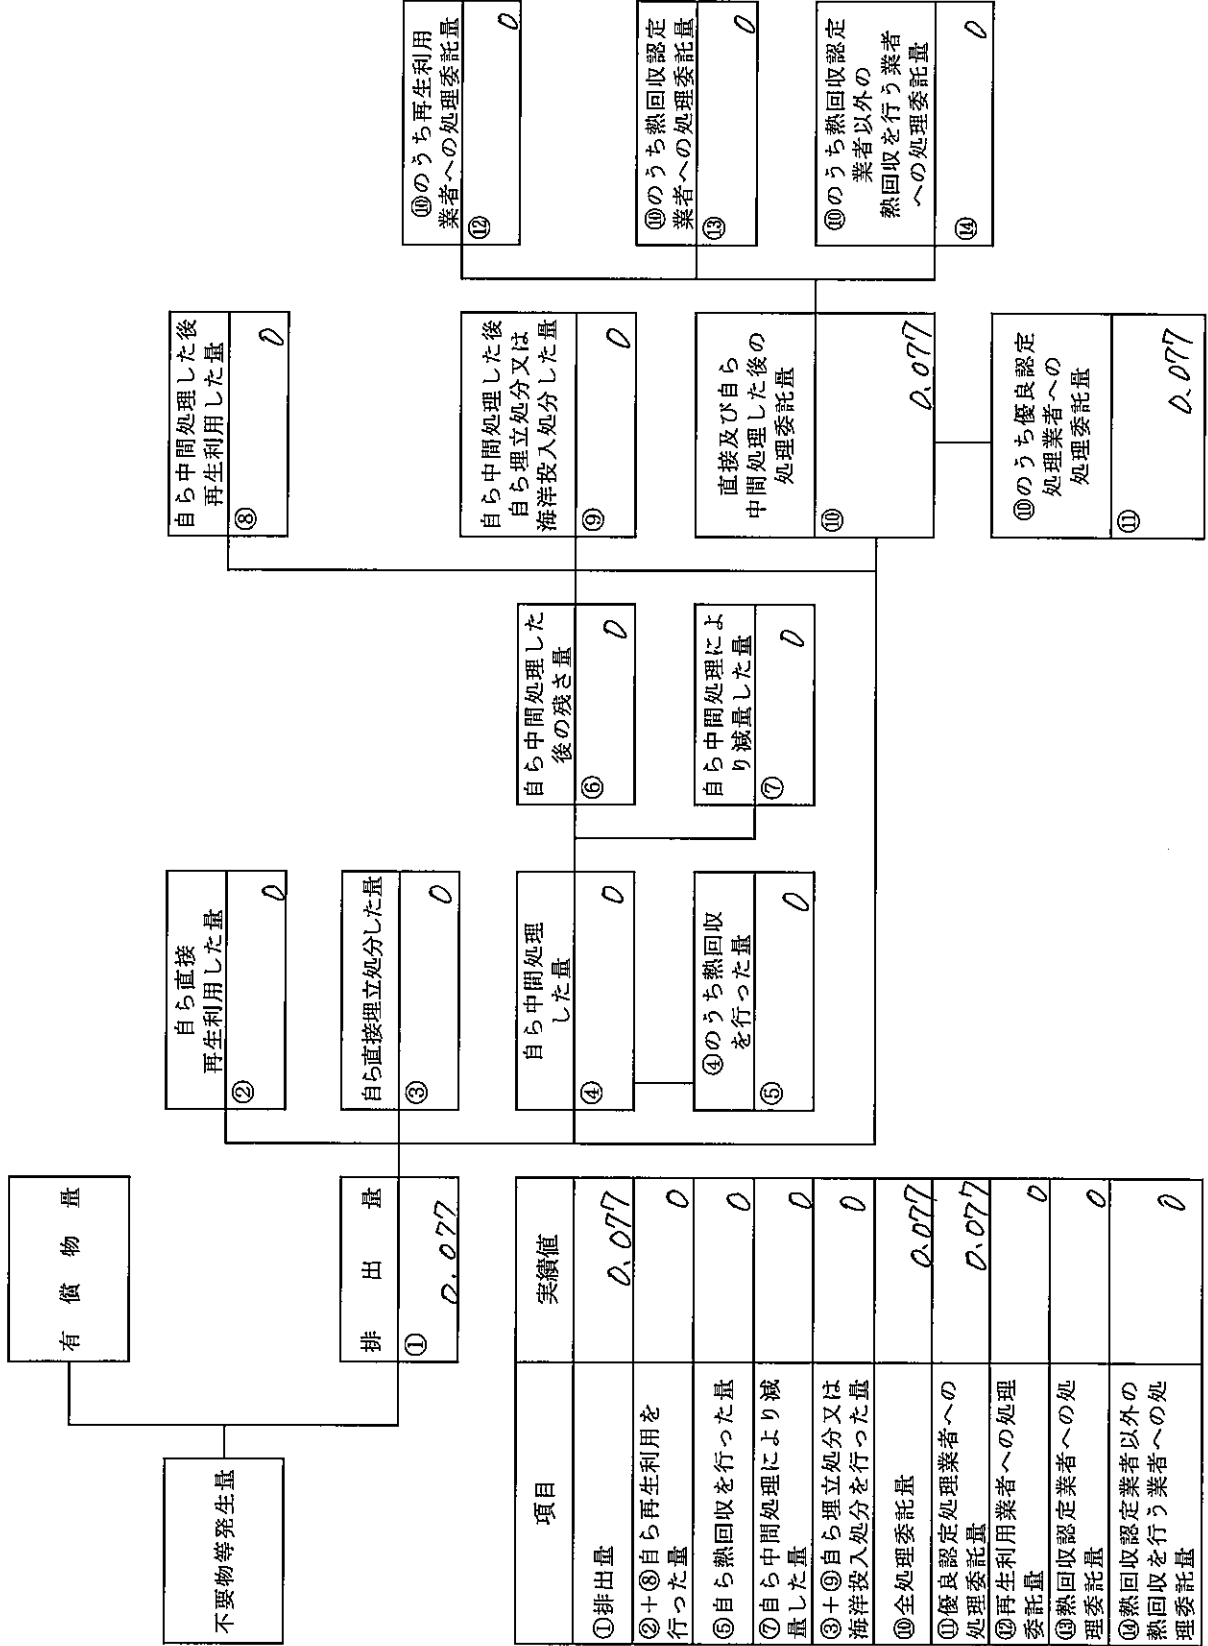 不要物等発生量
有償物量
排出量
① 0.077
自ら直接
再生利用した量
② 0
自ら直接埋立処分した量
③ 0
自ら中間処理
した量
④ 0
④のうち熱回収
を行った量
⑤ 0
自ら中間処理した
後の残さ量
⑥ 0
自ら中間処理によ
り減量した量
⑦ 0
自ら中間処理した後
再生利用した量
⑧ 0
自ら中間処理した後
自ら埋立処分又は
海洋投入処分した量
⑨ 0
直接及び自ら
中間処理した後の
処理委託量
⑩ 0.077
⑩のうち優良認定
処理業者への
処理委託量
⑪ 0.077
⑩のうち再生利用
業者への処理委託量
⑫ 0
⑩のうち熱回収認定
業者への処理委託量
⑬ 0
⑩のうち熱回収認定
業者以外の
熱回収を行う業者
への処理委託量
⑭ 0
項目 実績値
①排出量 0.077
②+⑧自ら再生利用を
行った量 0
⑤自ら熱回収を行った量 0
⑦自ら中間処理により減
量した量 0
③+⑨自ら埋立処分又は
海洋投入処分を行った量 0
⑩全処理委託量 0.077
⑪優良認定処理業者への
処理委託量 0.077
⑫再生利用業者への処理
委託量 0
⑬熱回収認定業者への処
理委託量 0
⑭熱回収認定業者以外の
熱回収を行う業者への処
理委託量 0